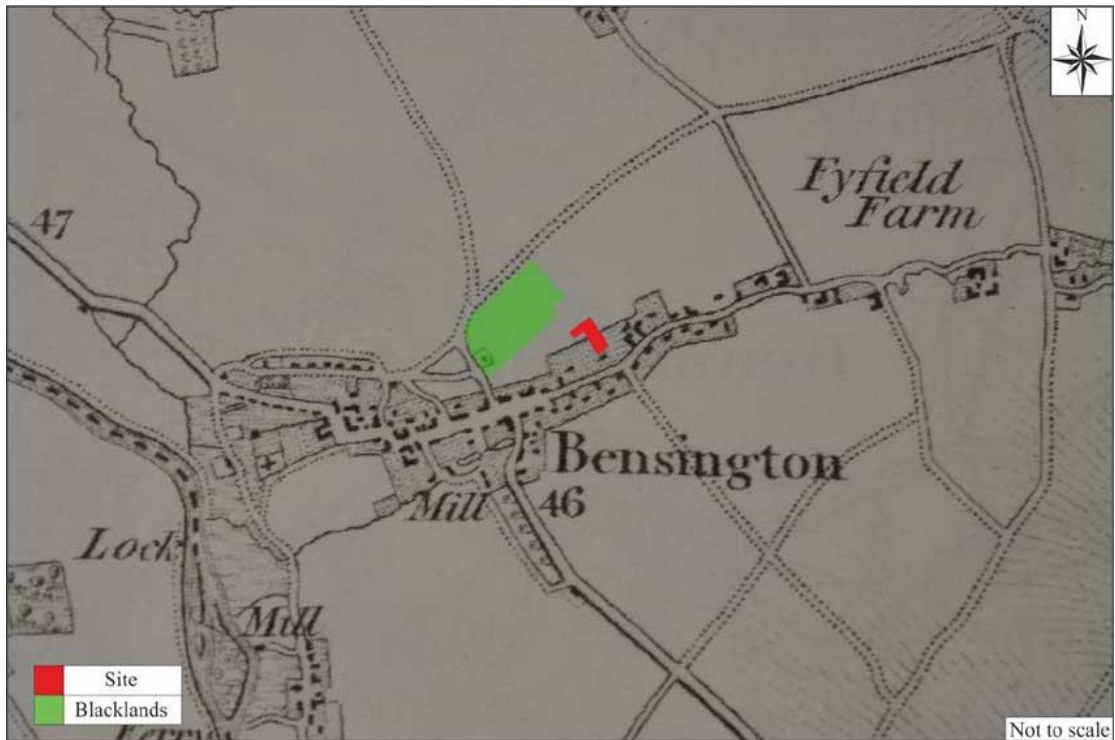 N
47
Fyfield
Farm
Bensington
46
Mill
Lock
Mill
Site
Blacklands
Not to scale